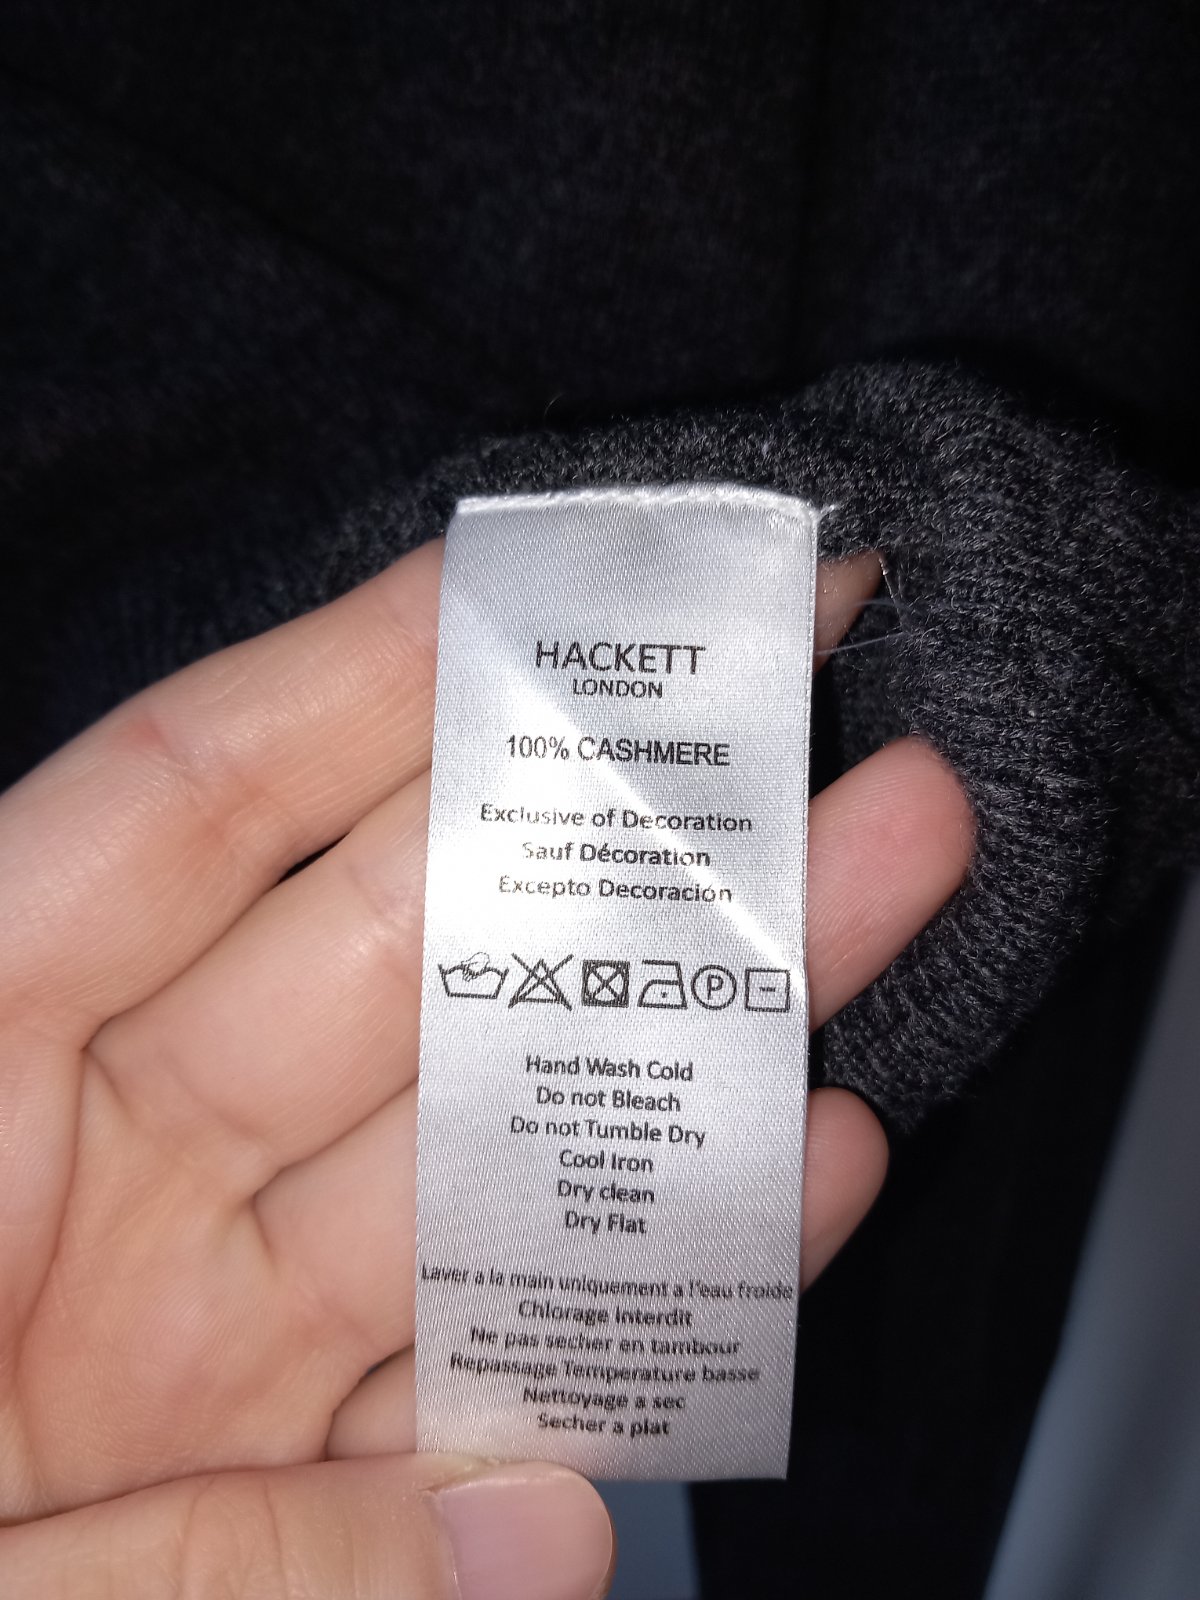 HACKETT
LONDON
100% CASHMERE
Exclusive of Decoration
Sauf Décoration
Excepto Decoración
P
Hand Wash Cold
Do not Bleach
Do not Tumble Dry
Cool Iron
Dry clean
Dry Flat
Laver a la main uniquement a l'eau froide
Chlorage Interdit
Ne pas secher en tambour
Repassage Temperature basse
Nettoyage a sec
Secher a plat